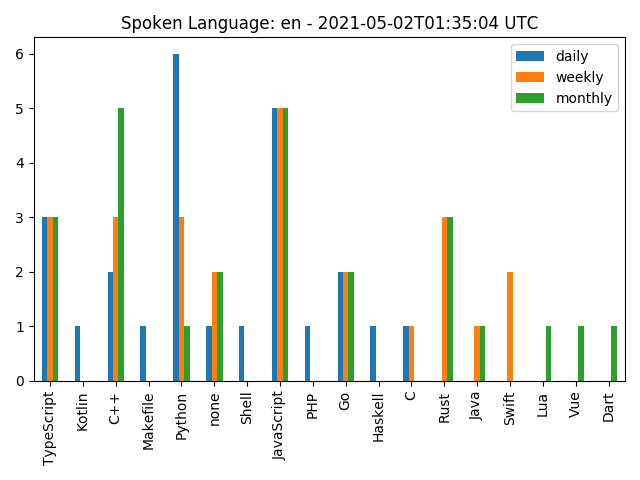 Spoken Language: en - 2021-05-02T01:35:04 UTC
daily
weekly
monthly
6
5
4
3
2
1
0
TypeScript
Kotlin
C++
Makefile
Python
none
Shell
JavaScript
PHP
Go
Haskell
C
Rust
Java
Swift
Lua
Vue
Dart